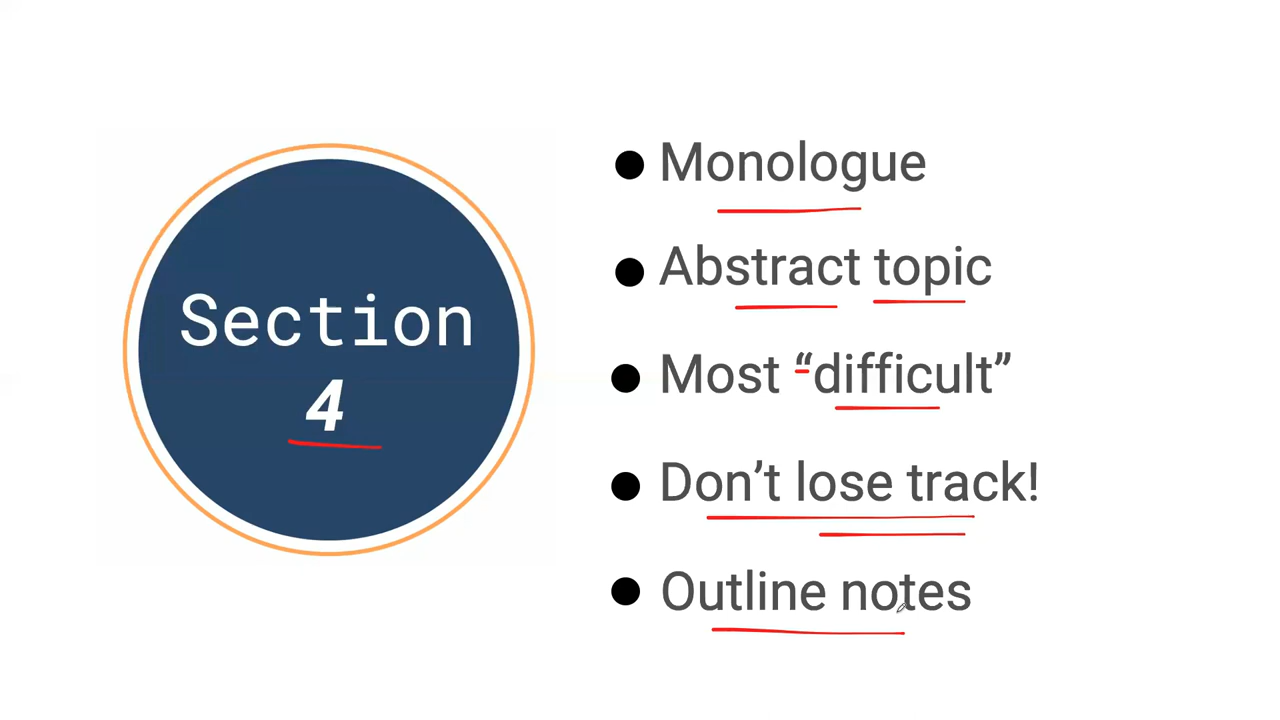 Section
4
● Monologue
● Abstract topic
● Most “difficult”
● Don’t lose track!
● Outline notes